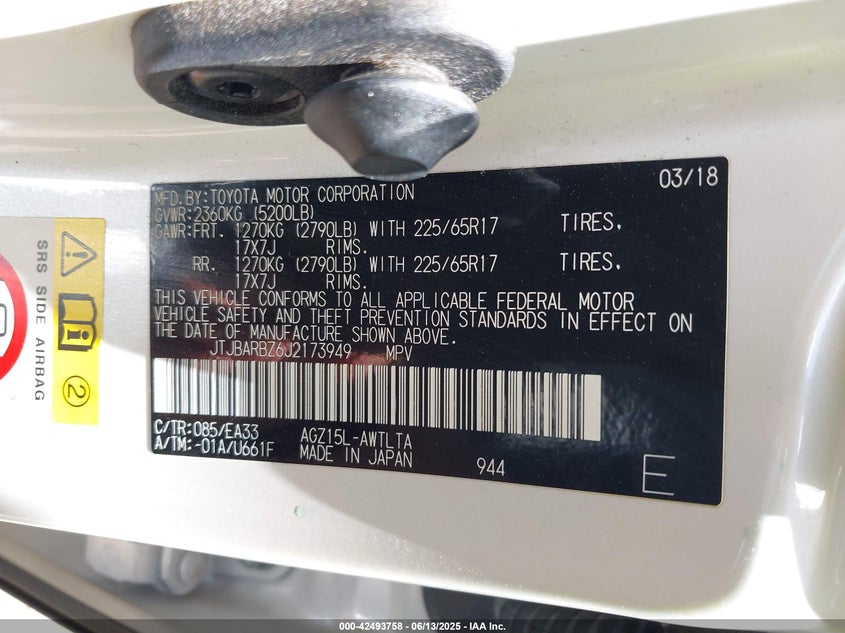 MFD.BY:TOYOTA MOTOR CORPORATION 03/18
GVWR:2360KG (5200LB)
GAWR:FRT. 1270KG (2790LB) WITH 225/65R17 TIRES,
17X7J RIMS.
RR. 1270KG (2790LB) WITH 225/65R17 TIRES,
17X7J RIMS.
THIS VEHICLE CONFORMS TO ALL APPLICABLE FEDERAL MOTOR
VEHICLE SAFETY AND THEFT PREVENTION STANDARDS IN EFFECT ON
THE DATE OF MANUFACTURE SHOWN ABOVE.
JTJBARBZ6J2173949 MPV
C/TR:085/EA33 AGZ15L-AWTLTA
A/TM:-01A/U661F MADE IN JAPAN 944 E
SRS SIDE AIRBAG
2
000-42493758 - 06/13/2025 - IAA Inc.